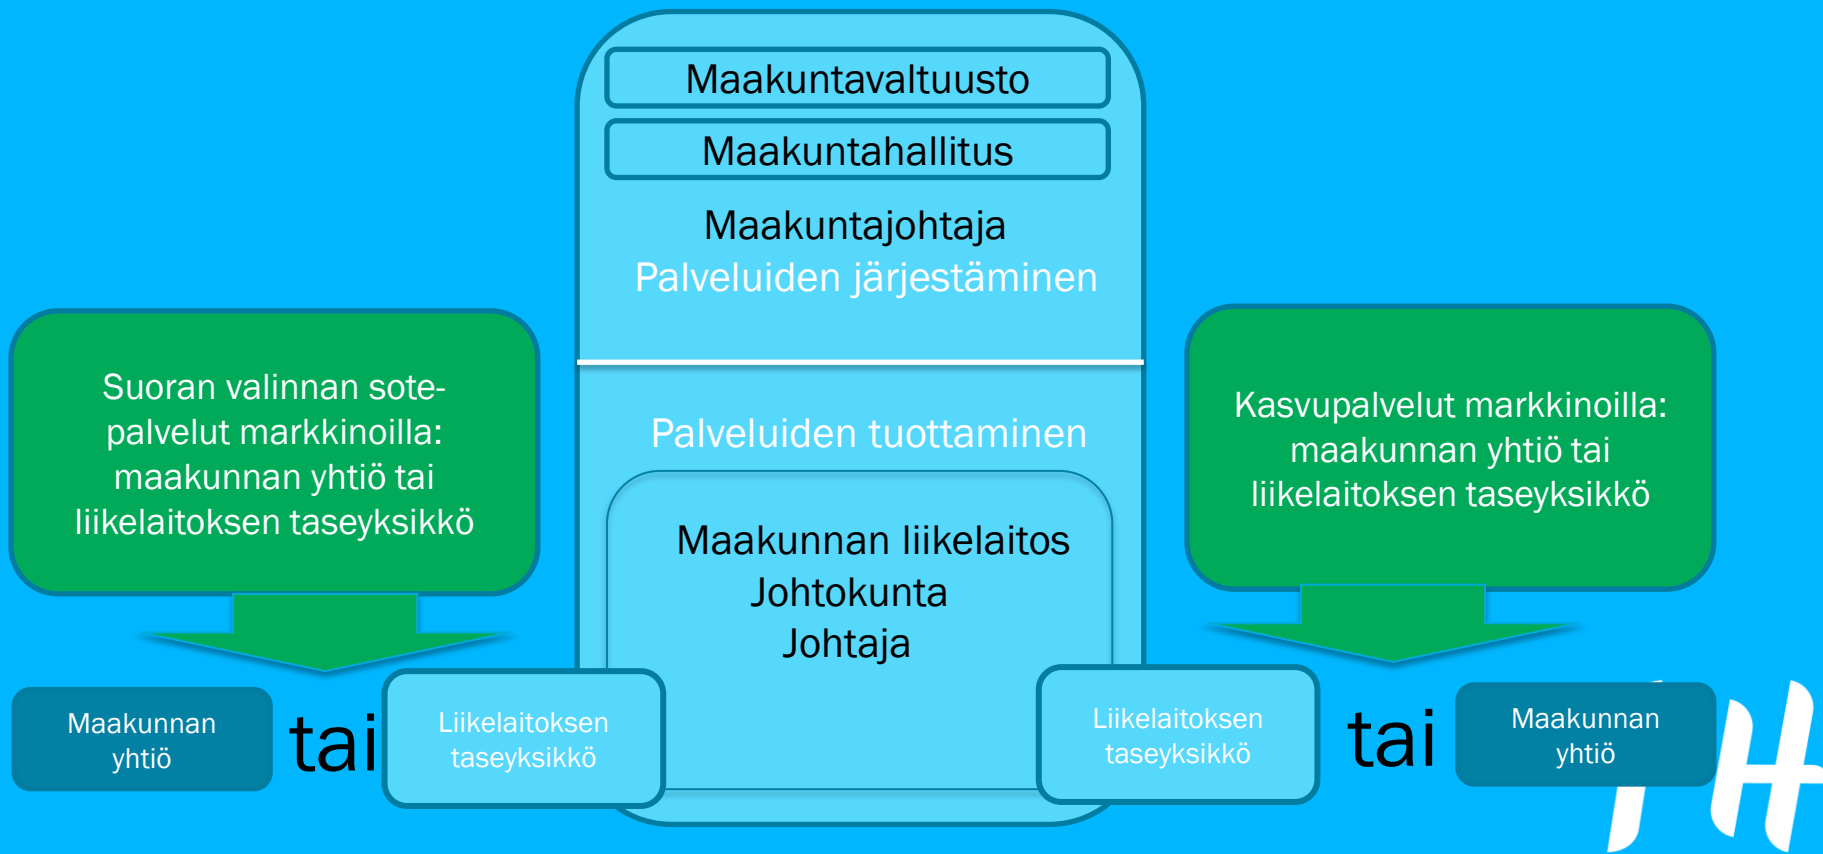 Maakuntavaltuusto
Maakuntahallitus
Maakuntajohtaja
Palveluiden järjestäminen
Suoran valinnan sote-
palvelut markkinoilla:
maakunnan yhtiö tai
liikelaitoksen taseyksikkö
Palveluiden tuottaminen
Maakunnan liikelaitos
Johtokunta
Johtaja
Kasvupalvelut markkinoilla:
maakunnan yhtiö tai
liikelaitoksen taseyksikkö
Maakunnan
yhtiö
tai
Liikelaitoksen
taseyksikkö
Liikelaitoksen
taseyksikkö
tai
Maakunnan
yhtiö